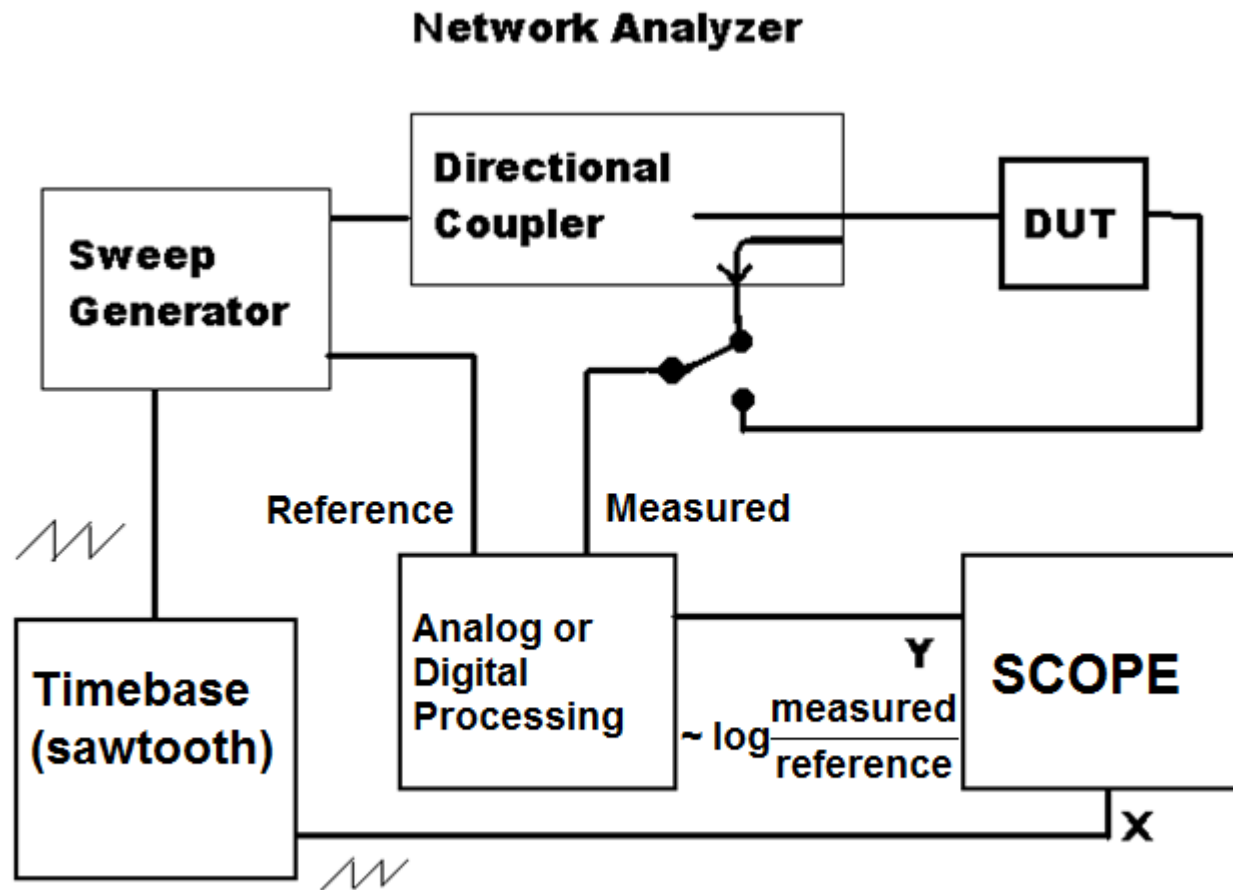 Network Analyzer
Directional
Coupler
DUT
Sweep
Generator
Reference
Measured
Timebase
(sawtooth)
Analog or
Digital
Processing
Y
~ log measured
reference
SCOPE
X